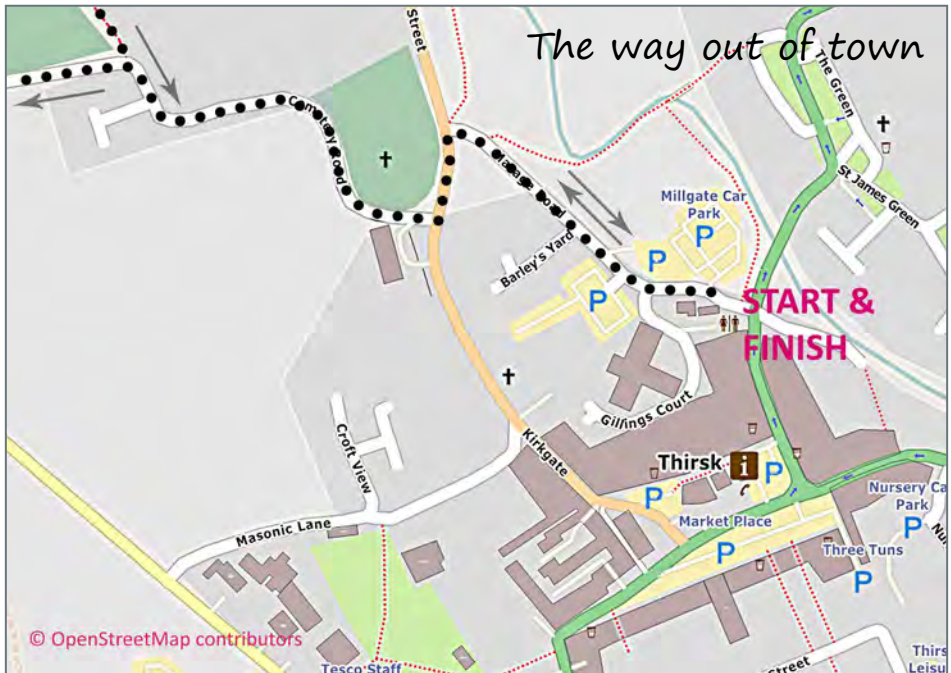 The way out of town
Street
The Green
St James Green
Cemetery Road
Millgate Car
Park
P
P
P
Barley's Yard
START &
FINISH
Gillings Court
Kirkgate
Croft View
Masonic Lane
Thirsk
i
P
P
P
Market Place
Nursery Ca
Park
P
Nu
Three Tuns
P
© OpenStreetMap contributors
Tesco Staff
Street
Thirs
Leisu